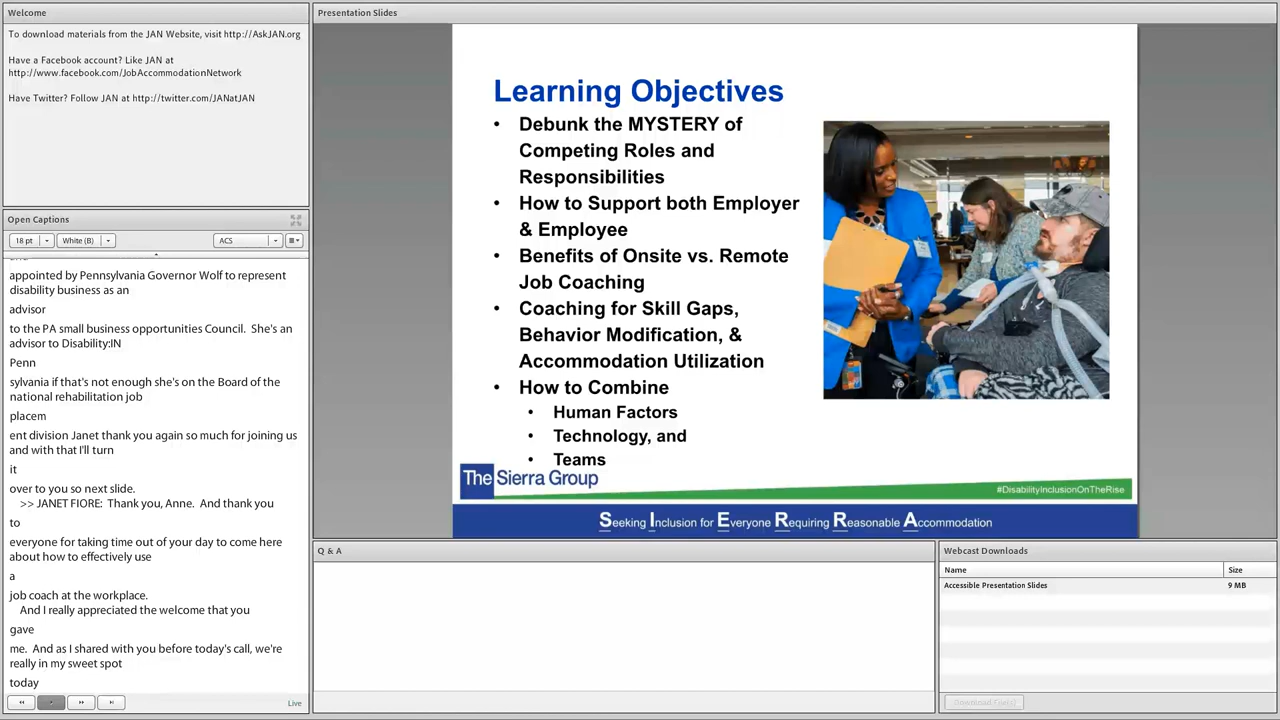 Welcome
To download materials from the JAN Website, visit http://AskJAN.org
Have a Facebook account? Like JAN at
http://www.facebook.com/JobAccommodationNetwork
Have Twitter? Follow JAN at http://twitter.com/JANatJAN
Open Captions
18 pt
White (B)
ACS
appointed by Pennsylvania Governor Wolf to represent
disability business as an
advisor
to the PA small business opportunities Council. She's an
advisor to Disability:IN
Penn
sylvania if that's not enough she's on the Board of the
national rehabilitation job
placem
ent division Janet thank you again so much for joining us
and with that I'll turn
it
over to you so next slide.
>> JANET FIORE: Thank you, Anne. And thank you
to
everyone for taking time out of your day to come here
about how to effectively use
a
job coach at the workplace.
And I really appreciated the welcome that you
gave
me. And as I shared with you before today's call, we're
really in my sweet spot
today
Live
Presentation Slides
Learning Objectives
• Debunk the MYSTERY of
Competing Roles and
Responsibilities
• How to Support both Employer
& Employee
• Benefits of Onsite vs. Remote
Job Coaching
• Coaching for Skill Gaps,
Behavior Modification, &
Accommodation Utilization
• How to Combine
• Human Factors
• Technology, and
• Teams
The Sierra Group
#DisabilityInclusionOnTheRise
Seeking Inclusion for Everyone Requiring Reasonable Accommodation
Q & A
Webcast Downloads
Name Size
Accessible Presentation Slides 9 MB
Download File(s)